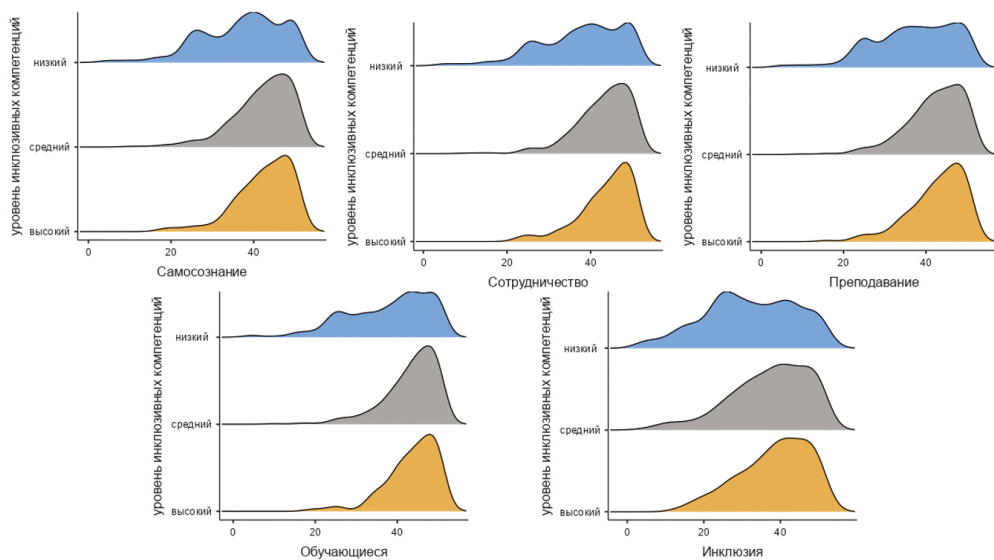 уровень инклюзивных компетенций
низкий
средний
высокий
0
20
40
Самосознание
уровень инклюзивных компетенций
низкий
средний
высокий
0
20
40
Сотрудничество
уровень инклюзивных компетенций
низкий
средний
высокий
0
20
40
Преподавание
уровень инклюзивных компетенций
низкий
средний
высокий
0
20
40
Обучающиеся
уровень инклюзивных компетенций
низкий
средний
высокий
0
20
40
Инклюзия